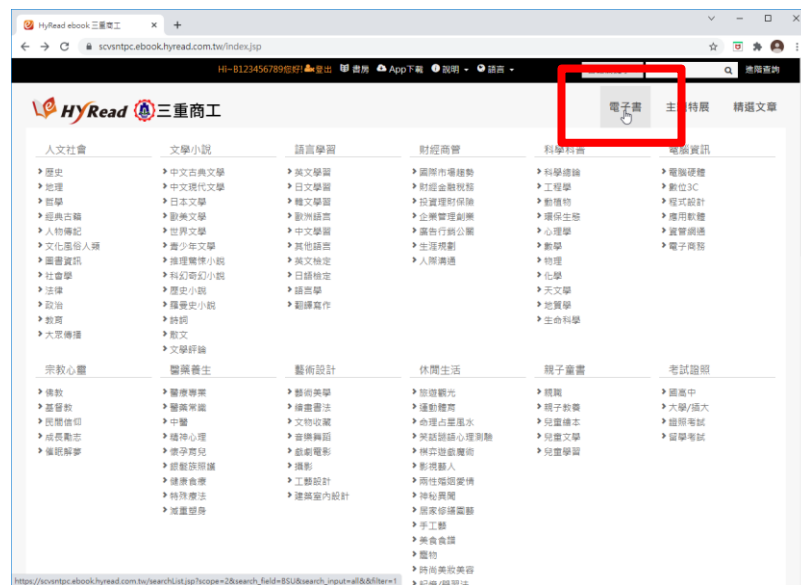 HyRead ebook 三重商工
scvsntpc.ebook.hyread.com.tw/index.jsp
Hi~B123456789您好! 登出 書房 App下載 說明 語言 進階查詢
HyRead 三重商工 電子書 主題特展 精選文章
人文社會 文學小說 語言學習 財經商管 科學科普 電腦資訊
歷史 中文古典文學 英文學習 國際市場趨勢 科學總論 電腦硬體
地理 中文現代文學 日文學習 財經金融稅務 工程學 數位3C
哲學 日本文學 韓文學習 投資理財保險 動植物 程式設計
經典古籍 歐美文學 歐洲語言 企業管理創業 環保生態 應用軟體
人物傳記 世界文學 中文學習 廣告行銷公關 心理學 資管網通
文化風俗人類 青少年文學 其他語言 生涯規劃 數學 電子商務
圖書資訊 推理驚悚小說 英文檢定 人際溝通 物理
社會學 科幻奇幻小說 日語檢定 化學
法律 歷史小說 語言學 天文學
政治 羅曼史小說 翻譯寫作 地質學
教育 詩詞 生命科學
大眾傳播 散文
文學評論
宗教心靈 醫藥養生 藝術設計 休閒生活 親子童書 考試證照
佛教 醫療專業 藝術美學 旅遊觀光 親職 國高中
基督教 醫藥常識 繪畫書法 運動體育 親子教養 大學/插大
民間信仰 中醫 文物收藏 命理占星風水 兒童繪本 證照考試
成長勵志 精神心理 音樂舞蹈 笑話謎語心理測驗 兒童文學 留學考試
催眠解夢 懷孕育兒 戲劇電影 棋弈遊戲魔術 兒童學習
銀髮族照護 攝影 影視藝人
健康食療 工藝設計 兩性婚姻愛情
特殊療法 建築室內設計 神秘異聞
減重塑身 居家修繕園藝
手工藝
美食食譜
寵物
時尚美妝美容
https://scvsntpc.ebook.hyread.com.tw/searchList.jsp?scope=2&search_field=BSU&search_input=all&&filter=1